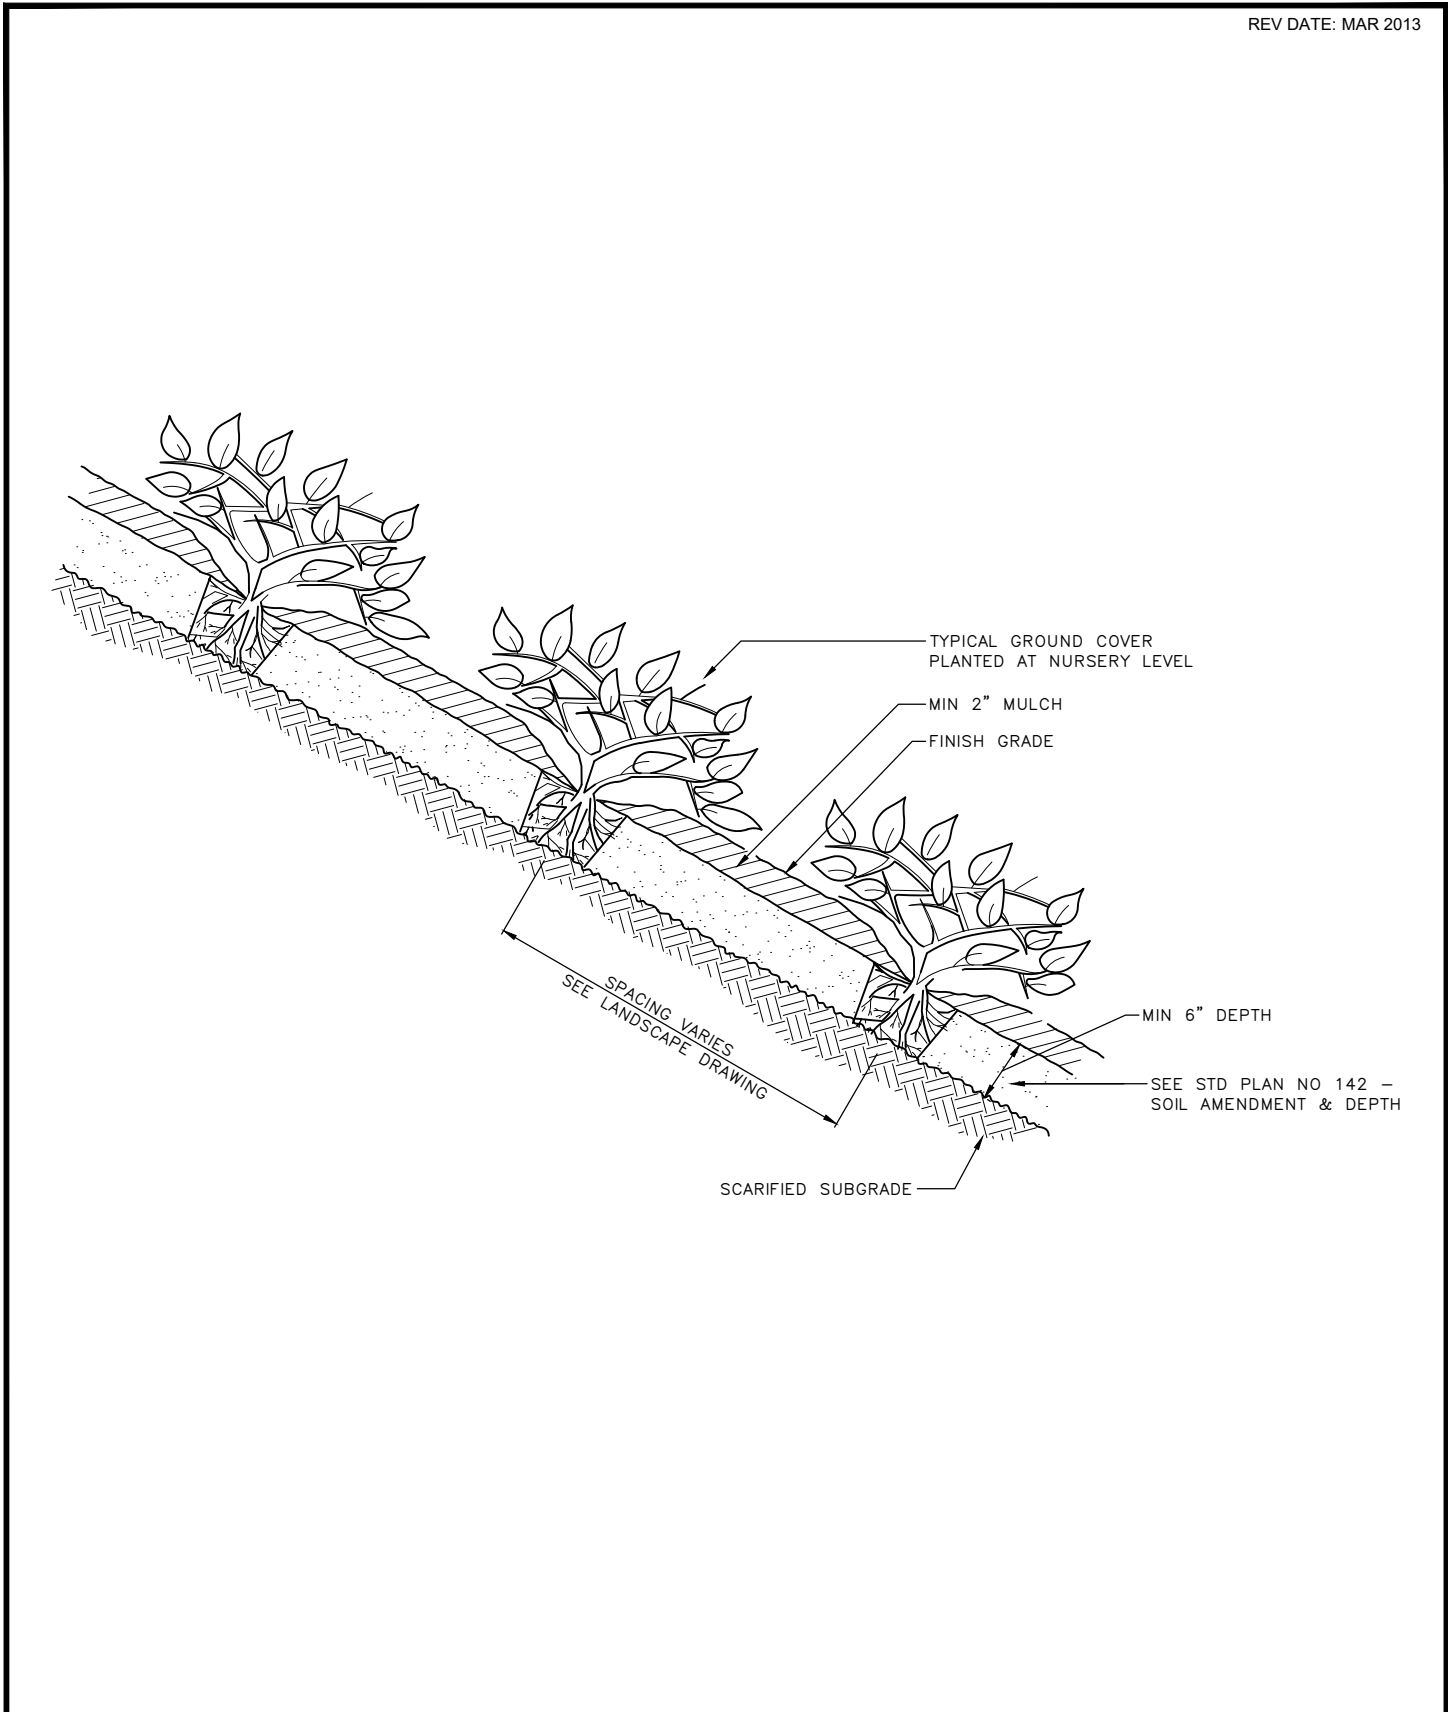 REV DATE: MAR 2013
TYPICAL GROUND COVER
PLANTED AT NURSERY LEVEL
MIN 2" MULCH
FINISH GRADE
SPACING VARIES
SEE LANDSCAPE DRAWING
MIN 6" DEPTH
SEE STD PLAN NO 142 –
SOIL AMENDMENT & DEPTH
SCARIFIED SUBGRADE